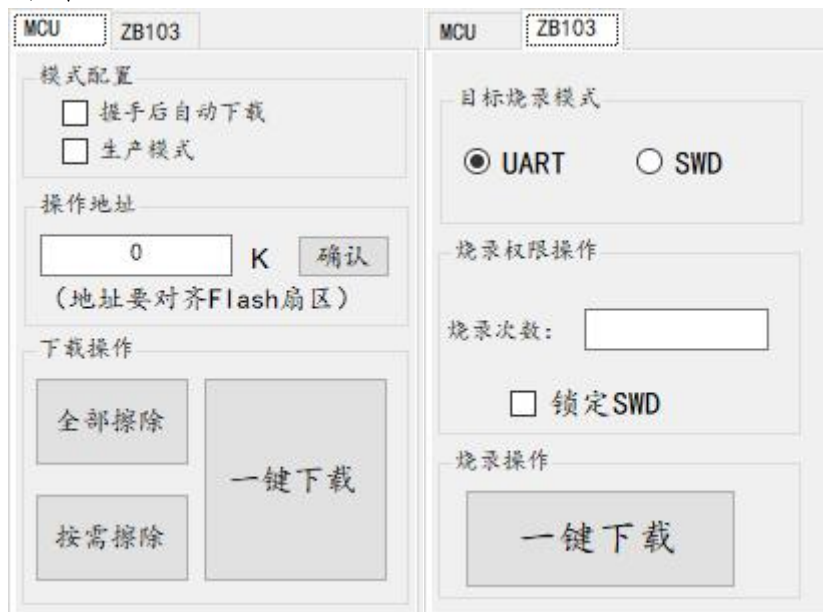 MCU
ZB103
模式配置
握手后自动下载
生产模式
操作地址
0
K
确认
（地址要对齐Flash扇区）
下载操作
全部擦除
一键下载
按需擦除
MCU
ZB103
目标烧录模式
UART
SWD
烧录权限操作
烧录次数：
锁定SWD
烧录操作
一键下载